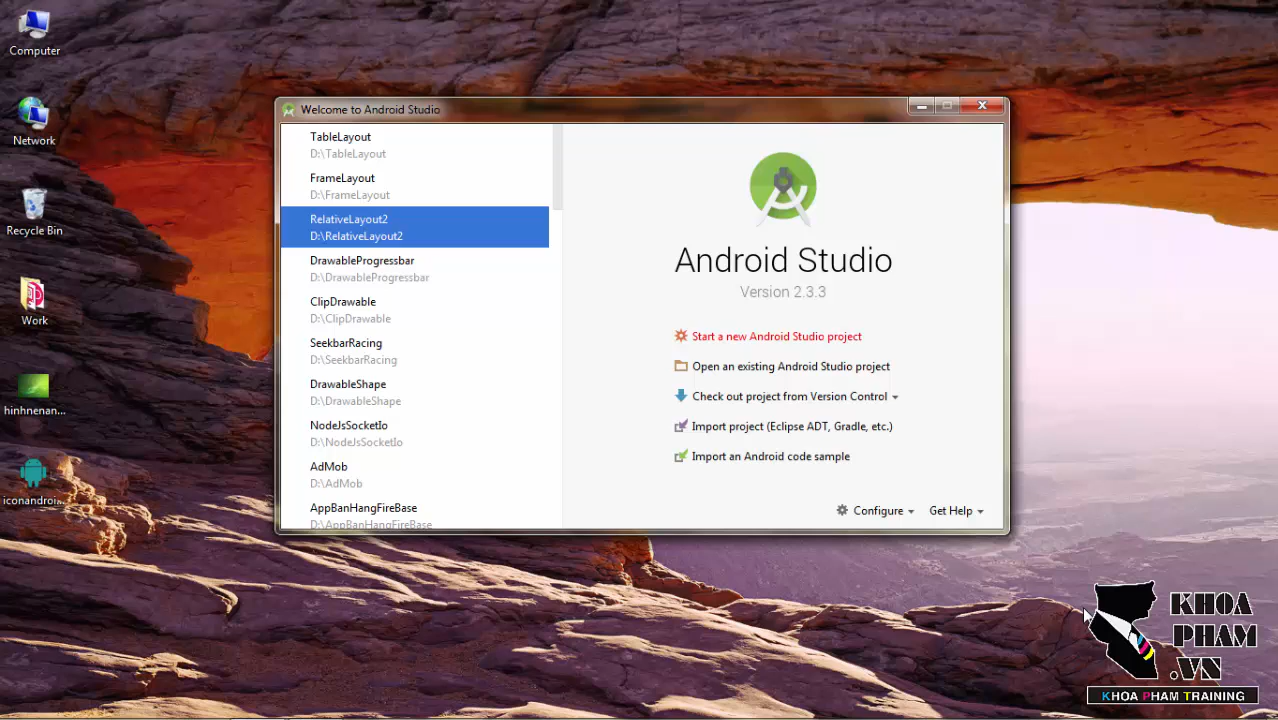 Computer
Network
Recycle Bin
Work
hinhnenan...
iconandroi...
Welcome to Android Studio
TableLayout
D:\TableLayout
FrameLayout
D:\FrameLayout
RelativeLayout2
D:\RelativeLayout2
DrawableProgressbar
D:\DrawableProgressbar
ClipDrawable
D:\ClipDrawable
SeekbarRacing
D:\SeekbarRacing
DrawableShape
D:\DrawableShape
NodeJsSocketIo
D:\NodeJsSocketIo
AdMob
D:\AdMob
AppBanHangFireBase
D:\AppBanHangFireBase
Android Studio
Version 2.3.3
Start a new Android Studio project
Open an existing Android Studio project
Check out project from Version Control
Import project (Eclipse ADT, Gradle, etc.)
Import an Android code sample
Configure
Get Help
KHOA
PHAM
.VN
KHOA PHAM TRAINING